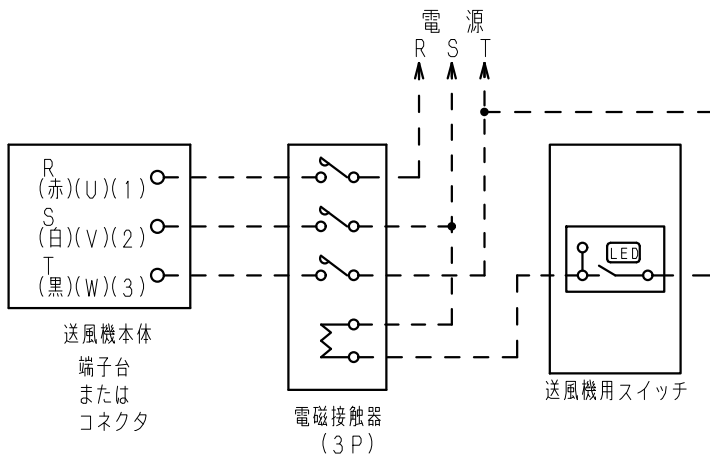 電 源
R S T
R
(赤)(U)(1)
S
(白)(V)(2)
T
(黒)(W)(3)
送風機本体
端子台
または
コネクタ
電磁接触器
(3P)
LED
送風機用スイッチ